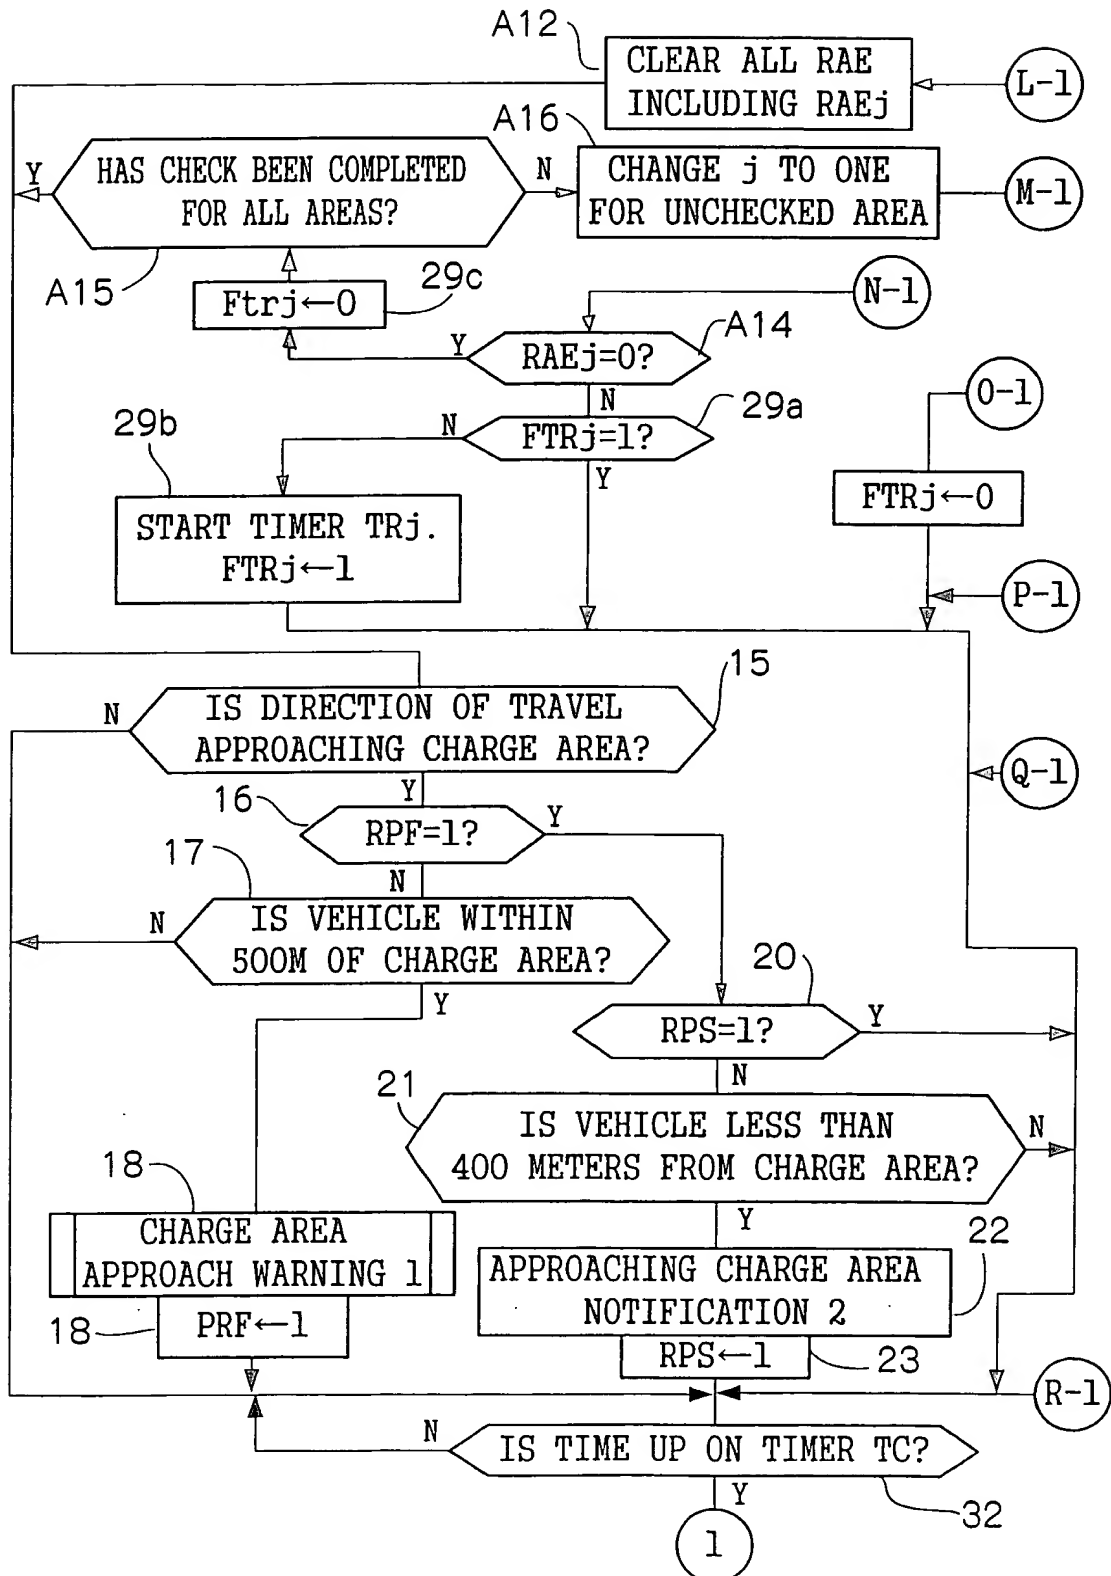 A12
CLEAR ALL RAE
INCLUDING RAEj
L-1
A16
Y
HAS CHECK BEEN COMPLETED
FOR ALL AREAS?
N
CHANGE j TO ONE
FOR UNCHECKED AREA
M-1
A15
Ftrj←0
29c
N-1
A14
Y
RAEj=0?
N
O-1
29a
29b
N
FTRj=1?
Y
START TIMER TRj.
FTRj←1
FTRj←0
P-1
15
N
IS DIRECTION OF TRAVEL
APPROACHING CHARGE AREA?
Q-1
Y
16
RPF=1?
Y
17
N
N
IS VEHICLE WITHIN
500M OF CHARGE AREA?
Y
20
RPS=1?
Y
N
21
IS VEHICLE LESS THAN
400 METERS FROM CHARGE AREA?
N
Y
18
CHARGE AREA
APPROACH WARNING 1
22
APPROACHING CHARGE AREA
NOTIFICATION 2
18
PRF←1
RPS←1
23
R-1
N
IS TIME UP ON TIMER TC?
Y
32
1